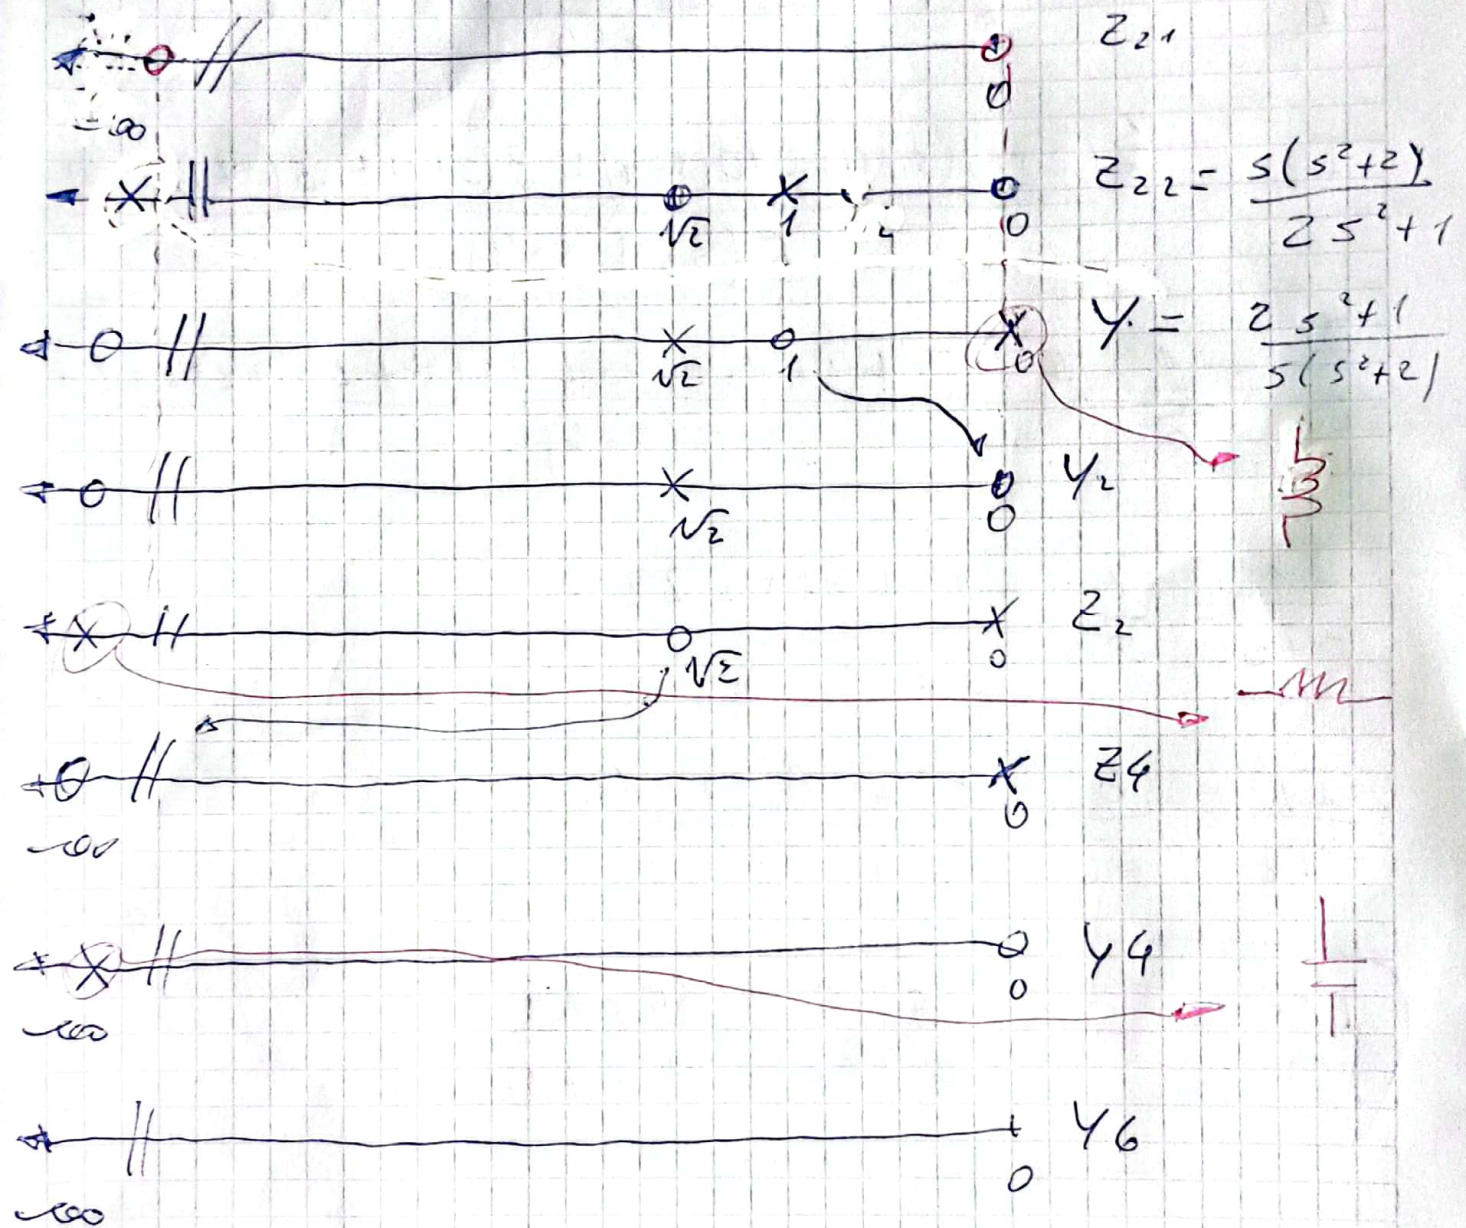 Z21
0
-∞
Z22 = s(s²+2) / 2s²+1
√2 1 0
Y = 2s²+1 / s(s²+2)
√2 1 0
Y2
√2 0
Z2
√2 0
Z4
∞ 0
Y4
∞ 0
Y6
∞ 0